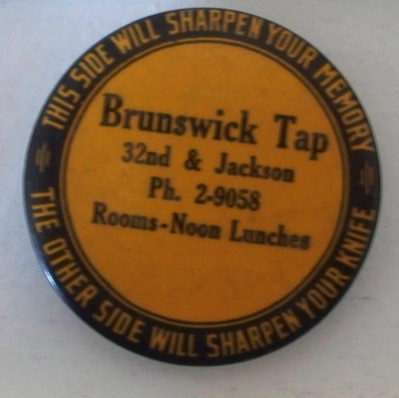 THIS SIDE WILL SHARPEN YOUR MEMORY
Brunswick Tap
32nd & Jackson
Ph. 2-9058
Rooms-Noon Lunches
THE OTHER SIDE WILL SHARPEN YOUR KNIFE